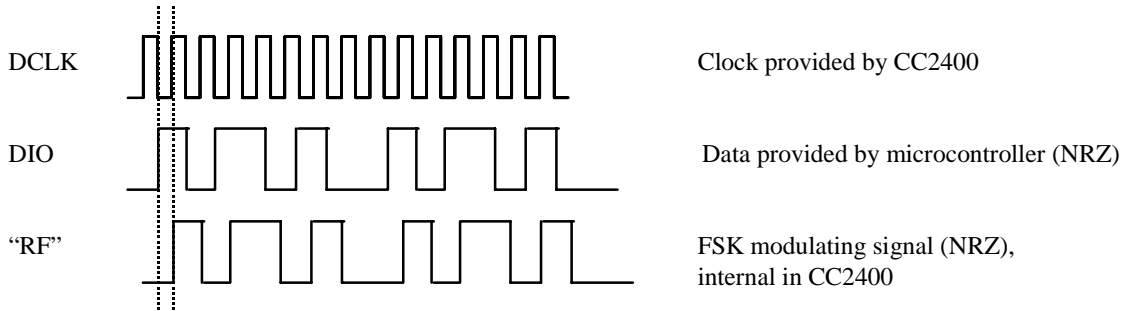 DCLK
Clock provided by CC2400
DIO
Data provided by microcontroller (NRZ)
“RF”
FSK modulating signal (NRZ),
internal in CC2400